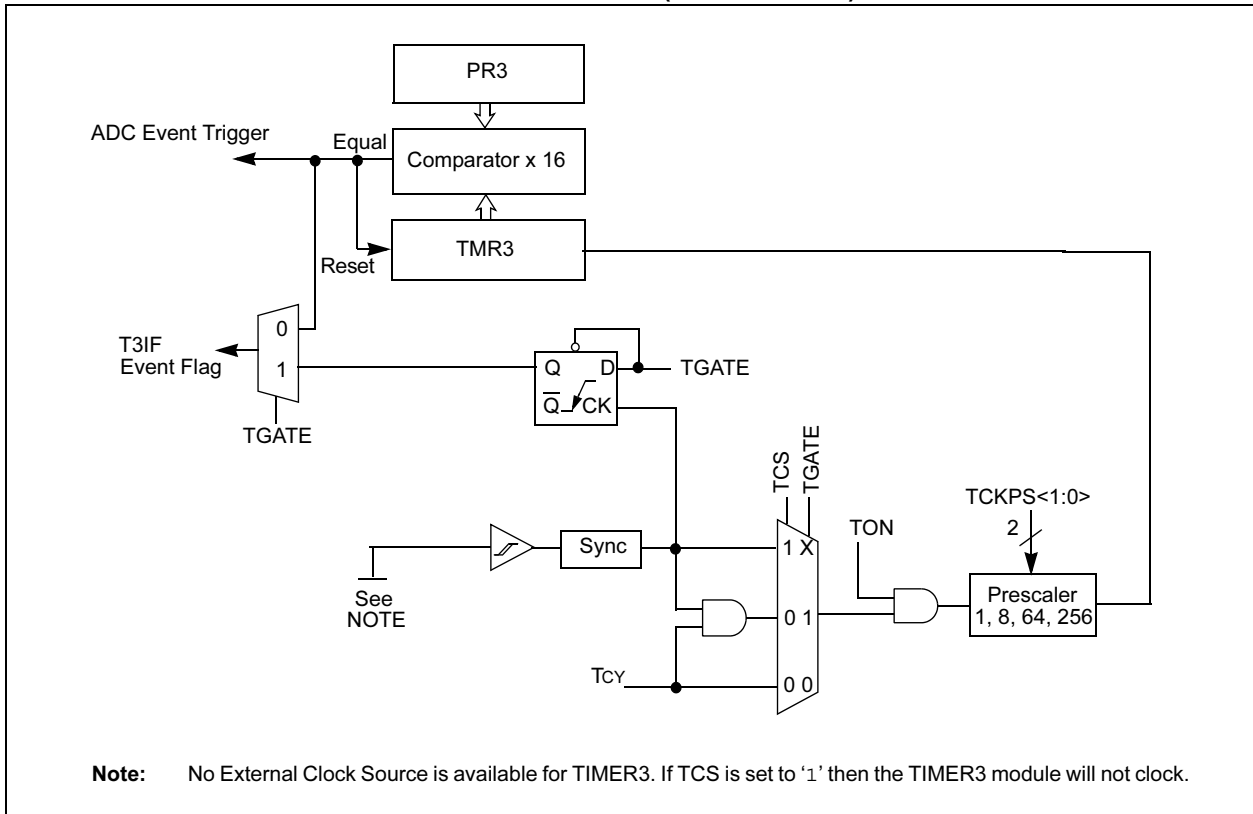 PR3
ADC Event Trigger
Equal
Comparator x 16
TMR3
Reset
0
T3IF
Event Flag
1
Q D
TGATE
Q CK
TGATE
TCS
TGATE
TCKPS<1:0>
2
TON
Sync
1 X
See
NOTE
Prescaler
1, 8, 64, 256
0 1
TCY
0 0
Note: No External Clock Source is available for TIMER3. If TCS is set to ‘1’ then the TIMER3 module will not clock.